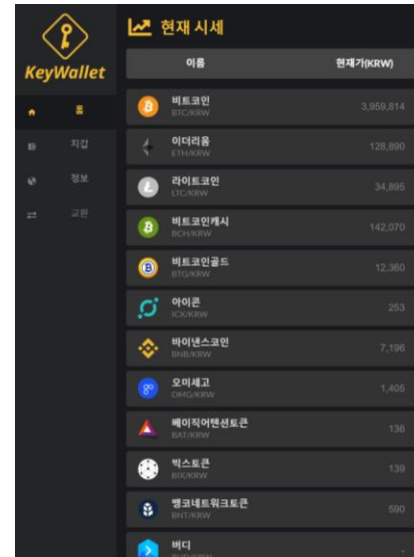 KeyWallet
홈
지갑
정보
교환
현재 시세
이름 현재가(KRW)
비트코인
BTC/KRW
3,959,814
이더리움
ETH/KRW
128,890
라이트코인
LTC/KRW
34,895
비트코인캐시
BCH/KRW
142,070
비트코인골드
BTG/KRW
12,360
아이콘
ICX/KRW
253
바이낸스코인
BNB/KRW
7,196
오미세고
OMG/KRW
1,405
베이직어텐션토큰
BAT/KRW
136
빅스토큰
BIX/KRW
139
뱅코네트워크토큰
BNT/KRW
590
버디
-